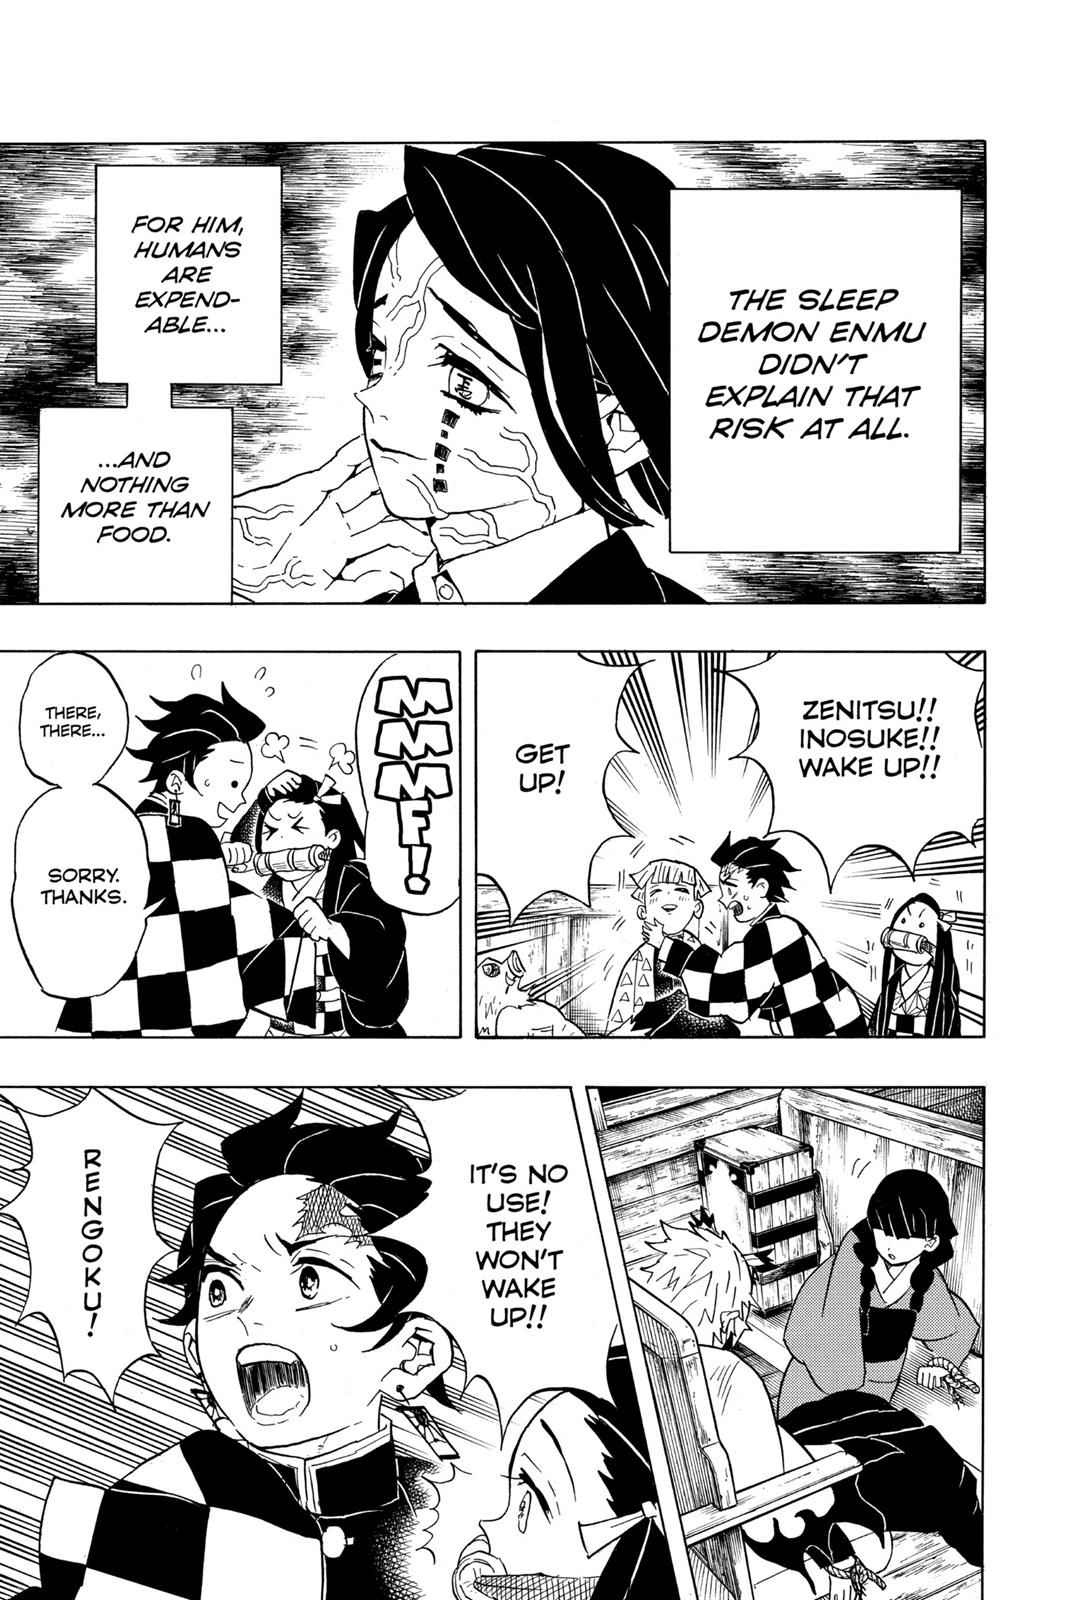 THE SLEEP
DEMON ENMU
DIDN'T
EXPLAIN THAT
RISK AT ALL.
FOR HIM,
HUMANS
ARE
EXPEND-
ABLE...
...AND
NOTHING
MORE THAN
FOOD.
ZENITSU!!
INOSUKE!!
WAKE UP!!
GET
UP!
MMMF!
THERE,
THERE...
SORRY.
THANKS.
IT'S NO
USE!
THEY
WON'T
WAKE
UP!!
RENGOKU!